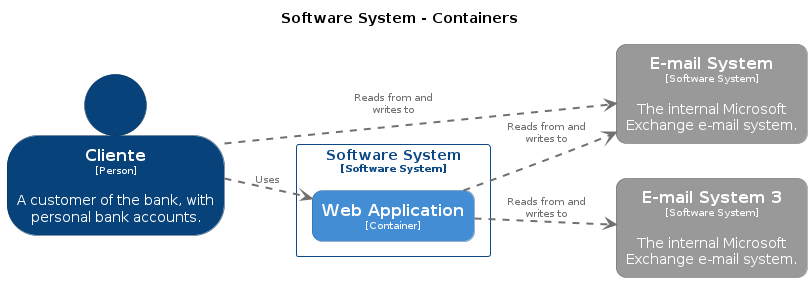 Software System - Containers
Cliente
[Person]
A customer of the bank, with
personal bank accounts.
Reads from and
writes to
Uses
Software System
[Software System]
Web Application
[Container]
Reads from and
writes to
Reads from and
writes to
E-mail System
[Software System]
The internal Microsoft
Exchange e-mail system.
E-mail System 3
[Software System]
The internal Microsoft
Exchange e-mail system.